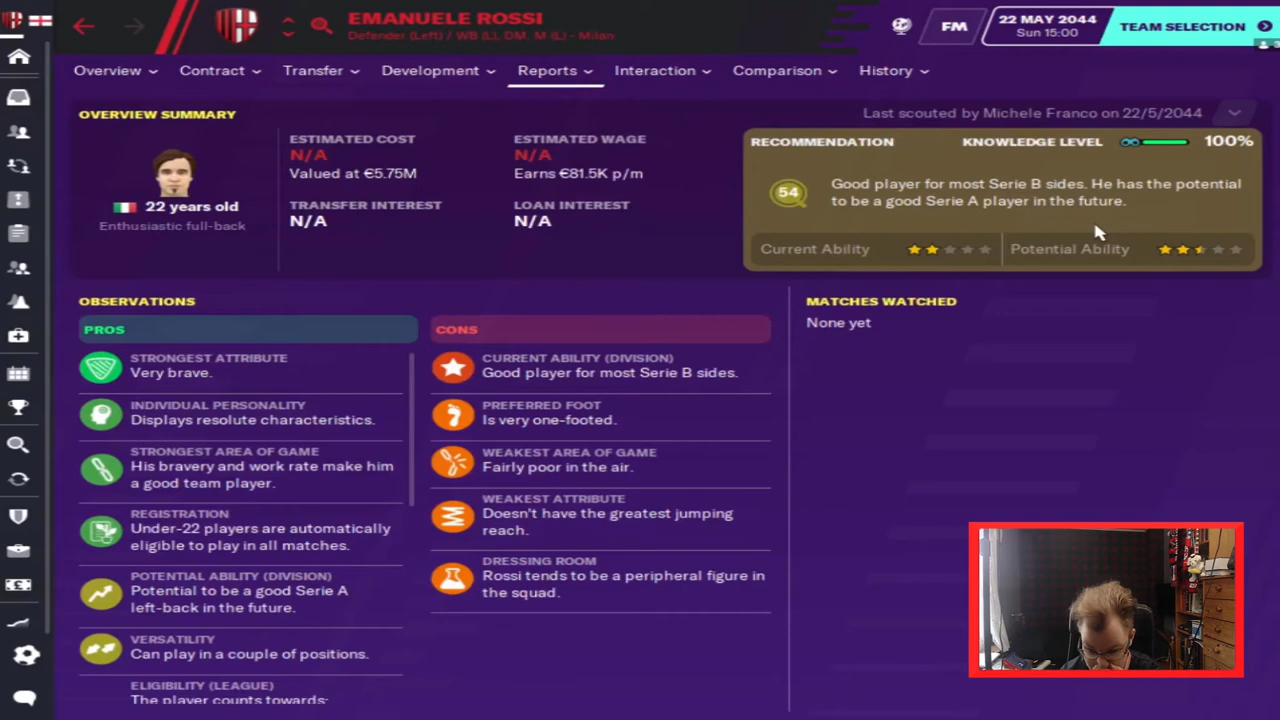 EMANUELE ROSSI
Defender (Left) / WB (L), DM, M (L) - Milan
FM
22 MAY 2044
Sun 15:00
TEAM SELECTION
Overview
Contract
Transfer
Development
Reports
Interaction
Comparison
History
OVERVIEW SUMMARY
Last scouted by Michele Franco on 22/5/2044
22 years old
Enthusiastic full-back
ESTIMATED COST
N/A
Valued at €5.75M
TRANSFER INTEREST
N/A
ESTIMATED WAGE
N/A
Earns €81.5K p/m
LOAN INTEREST
N/A
RECOMMENDATION
KNOWLEDGE LEVEL
100%
54
Good player for most Serie B sides. He has the potential
to be a good Serie A player in the future.
Current Ability
Potential Ability
OBSERVATIONS
PROS
STRONGEST ATTRIBUTE
Very brave.
INDIVIDUAL PERSONALITY
Displays resolute characteristics.
STRONGEST AREA OF GAME
His bravery and work rate make him
a good team player.
REGISTRATION
Under-22 players are automatically
eligible to play in all matches.
POTENTIAL ABILITY (DIVISION)
Potential to be a good Serie A
left-back in the future.
VERSATILITY
Can play in a couple of positions.
ELIGIBILITY (LEAGUE)
The player counts towards:
CONS
CURRENT ABILITY (DIVISION)
Good player for most Serie B sides.
PREFERRED FOOT
Is very one-footed.
WEAKEST AREA OF GAME
Fairly poor in the air.
WEAKEST ATTRIBUTE
Doesn't have the greatest jumping
reach.
DRESSING ROOM
Rossi tends to be a peripheral figure in
the squad.
MATCHES WATCHED
None yet